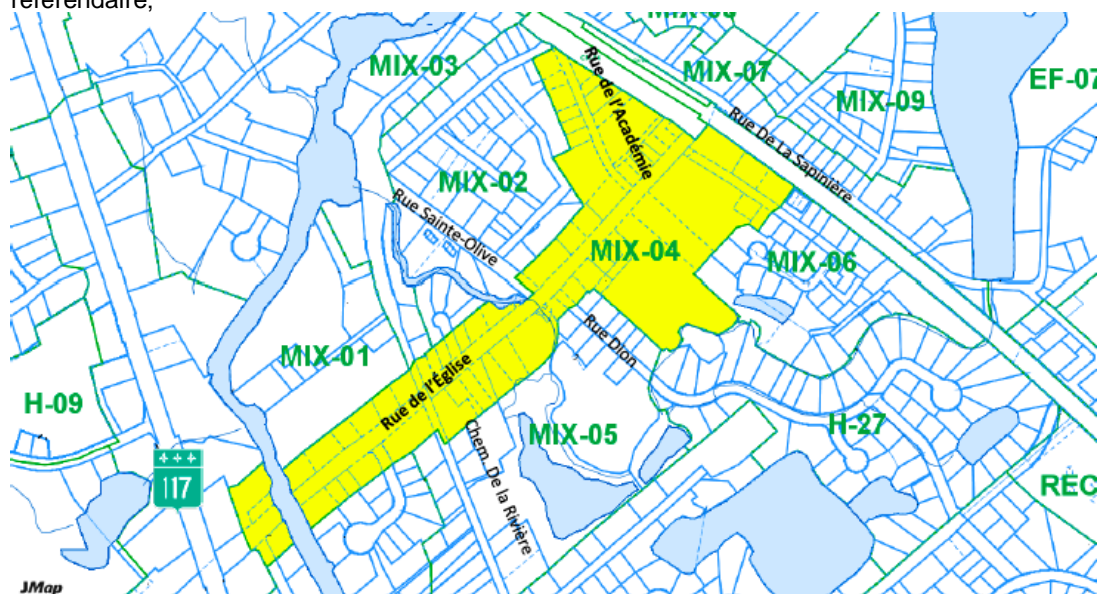 référendaire;
MIX-03
Rue de l'Académie
MIX-07
EF-07
MIX-09
Rue De La Sapinière
MIX-02
Rue Sainte-Olive
MIX-04
MIX-06
Rue Dion
MIX-01
Rue de l'Église
H-09
MIX-05
Chem. De la Rivière
H-27
117
REC
JMap